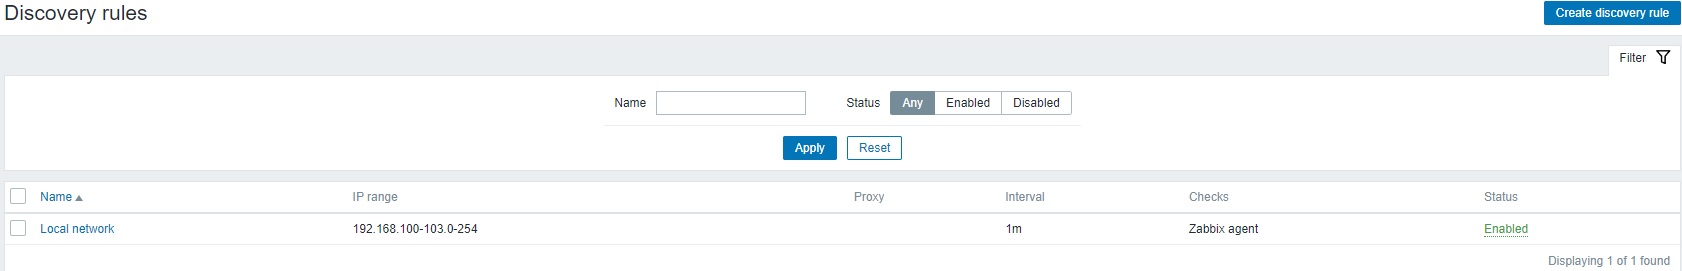 Discovery rules
Create discovery rule
Filter
Name Status Any Enabled Disabled
Apply Reset
Name IP range Proxy Interval Checks Status
Local network 192.168.100-103.0-254 1m Zabbix agent Enabled
Displaying 1 of 1 found